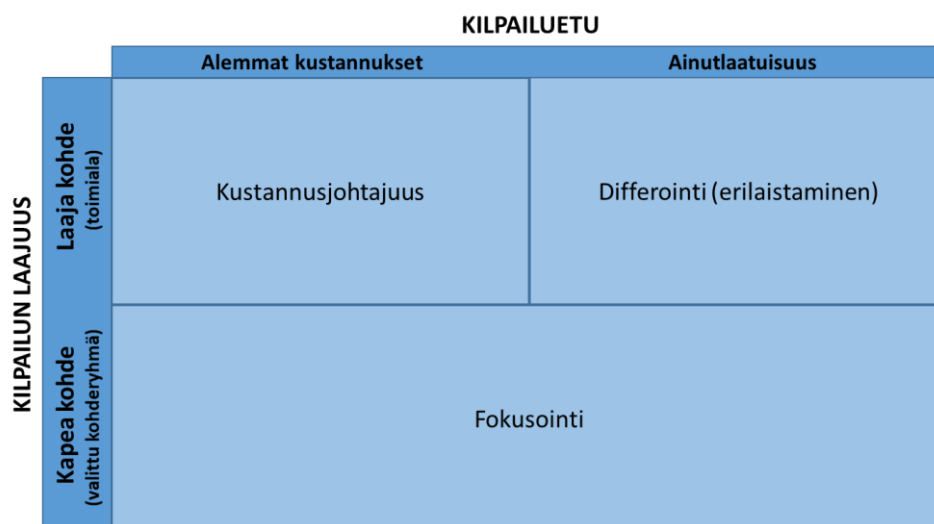 KILPAILUETU
Alemmat kustannukset
Ainutlaatuisuus
KILPAILUN LAAJUUS
Laaja kohde
(toimiala)
Kustannusjohtajuus
Differointi (erilaistaminen)
Kapea kohde
(valittu kohderyhmä)
Fokusointi